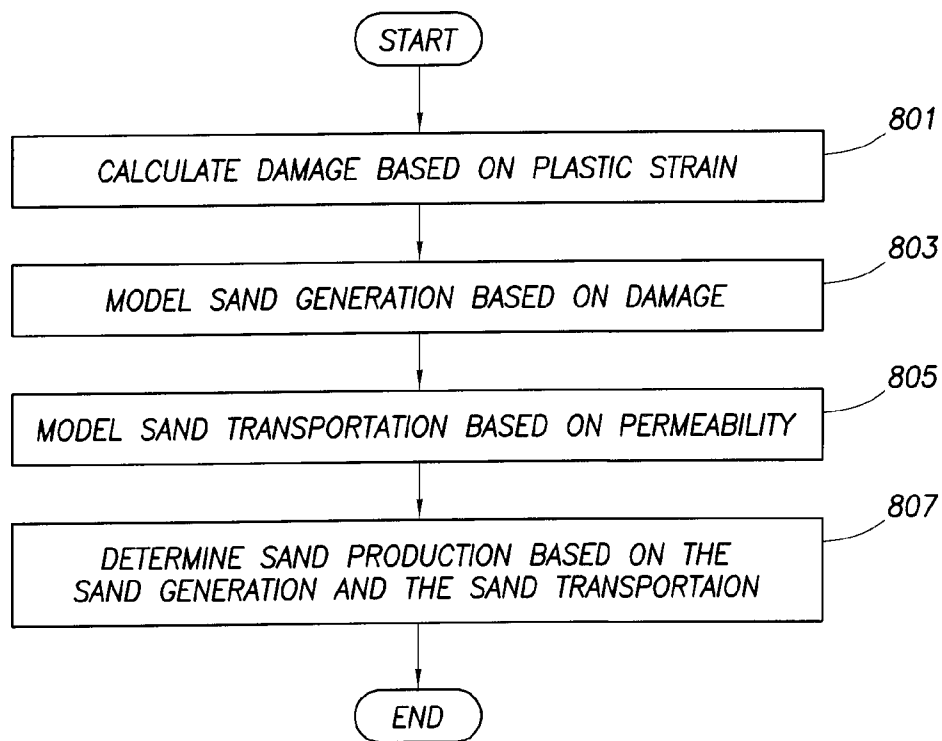 START
801
CALCULATE DAMAGE BASED ON PLASTIC STRAIN
803
MODEL SAND GENERATION BASED ON DAMAGE
805
MODEL SAND TRANSPORTATION BASED ON PERMEABILITY
807
DETERMINE SAND PRODUCTION BASED ON THE
SAND GENERATION AND THE SAND TRANSPORTAION
END